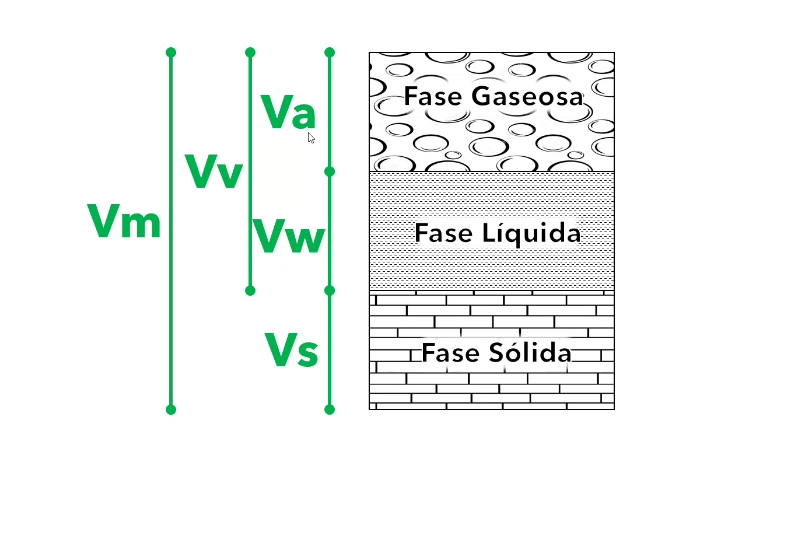 Va
Fase Gaseosa
Vv
Vm
Vw
Fase Líquida
Vs
Fase Sólida